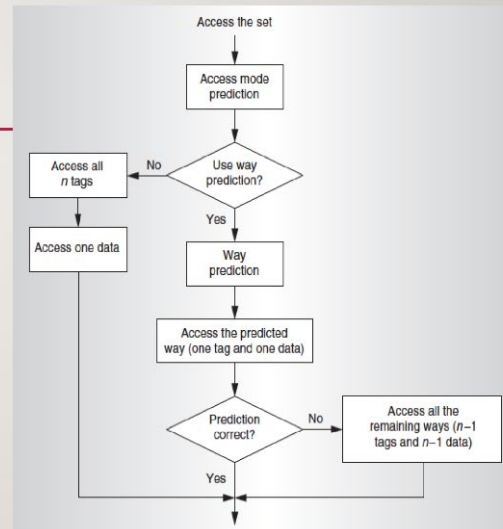 Access the set
Access mode
prediction
No
Use way
prediction?
Access all
n tags
Access one data
Yes
Way
prediction
Access the predicted
way (one tag and one data)
Prediction
correct?
No
Access all the
remaining ways (n–1
tags and n–1 data)
Yes